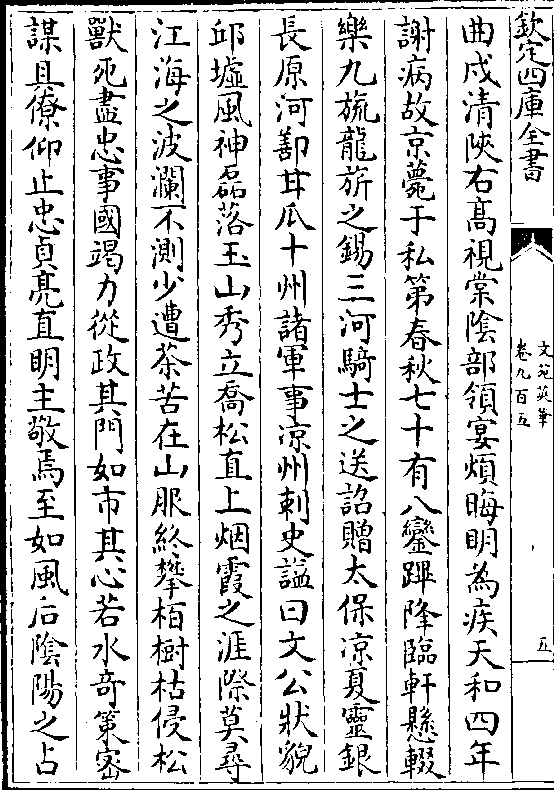 欽定四庫全書
文苑英華
卷九百五
五
曲戍清陝右髙視棠陰部領宴煩晦明為疾天和四年
謝病故京薨于私第春秋七十有八鑾蹕降臨軒懸輟
樂九旒龍旂之錫三河騎士之送詔贈太保凉夏靈銀
長原河鄯甘瓜十州諸軍事凉州刺史諡曰文公狀貌
邱墟風神磊落玉山秀立喬松直上烟霞之涯際莫尋
江海之波瀾不測少遭荼苦在山服終攀栢樹枯侵松
獸死盡忠事國竭力從政其門如市其心若水竒策密
謀具僚仰止忠貞亮直明主敬焉至如風后陰陽之占